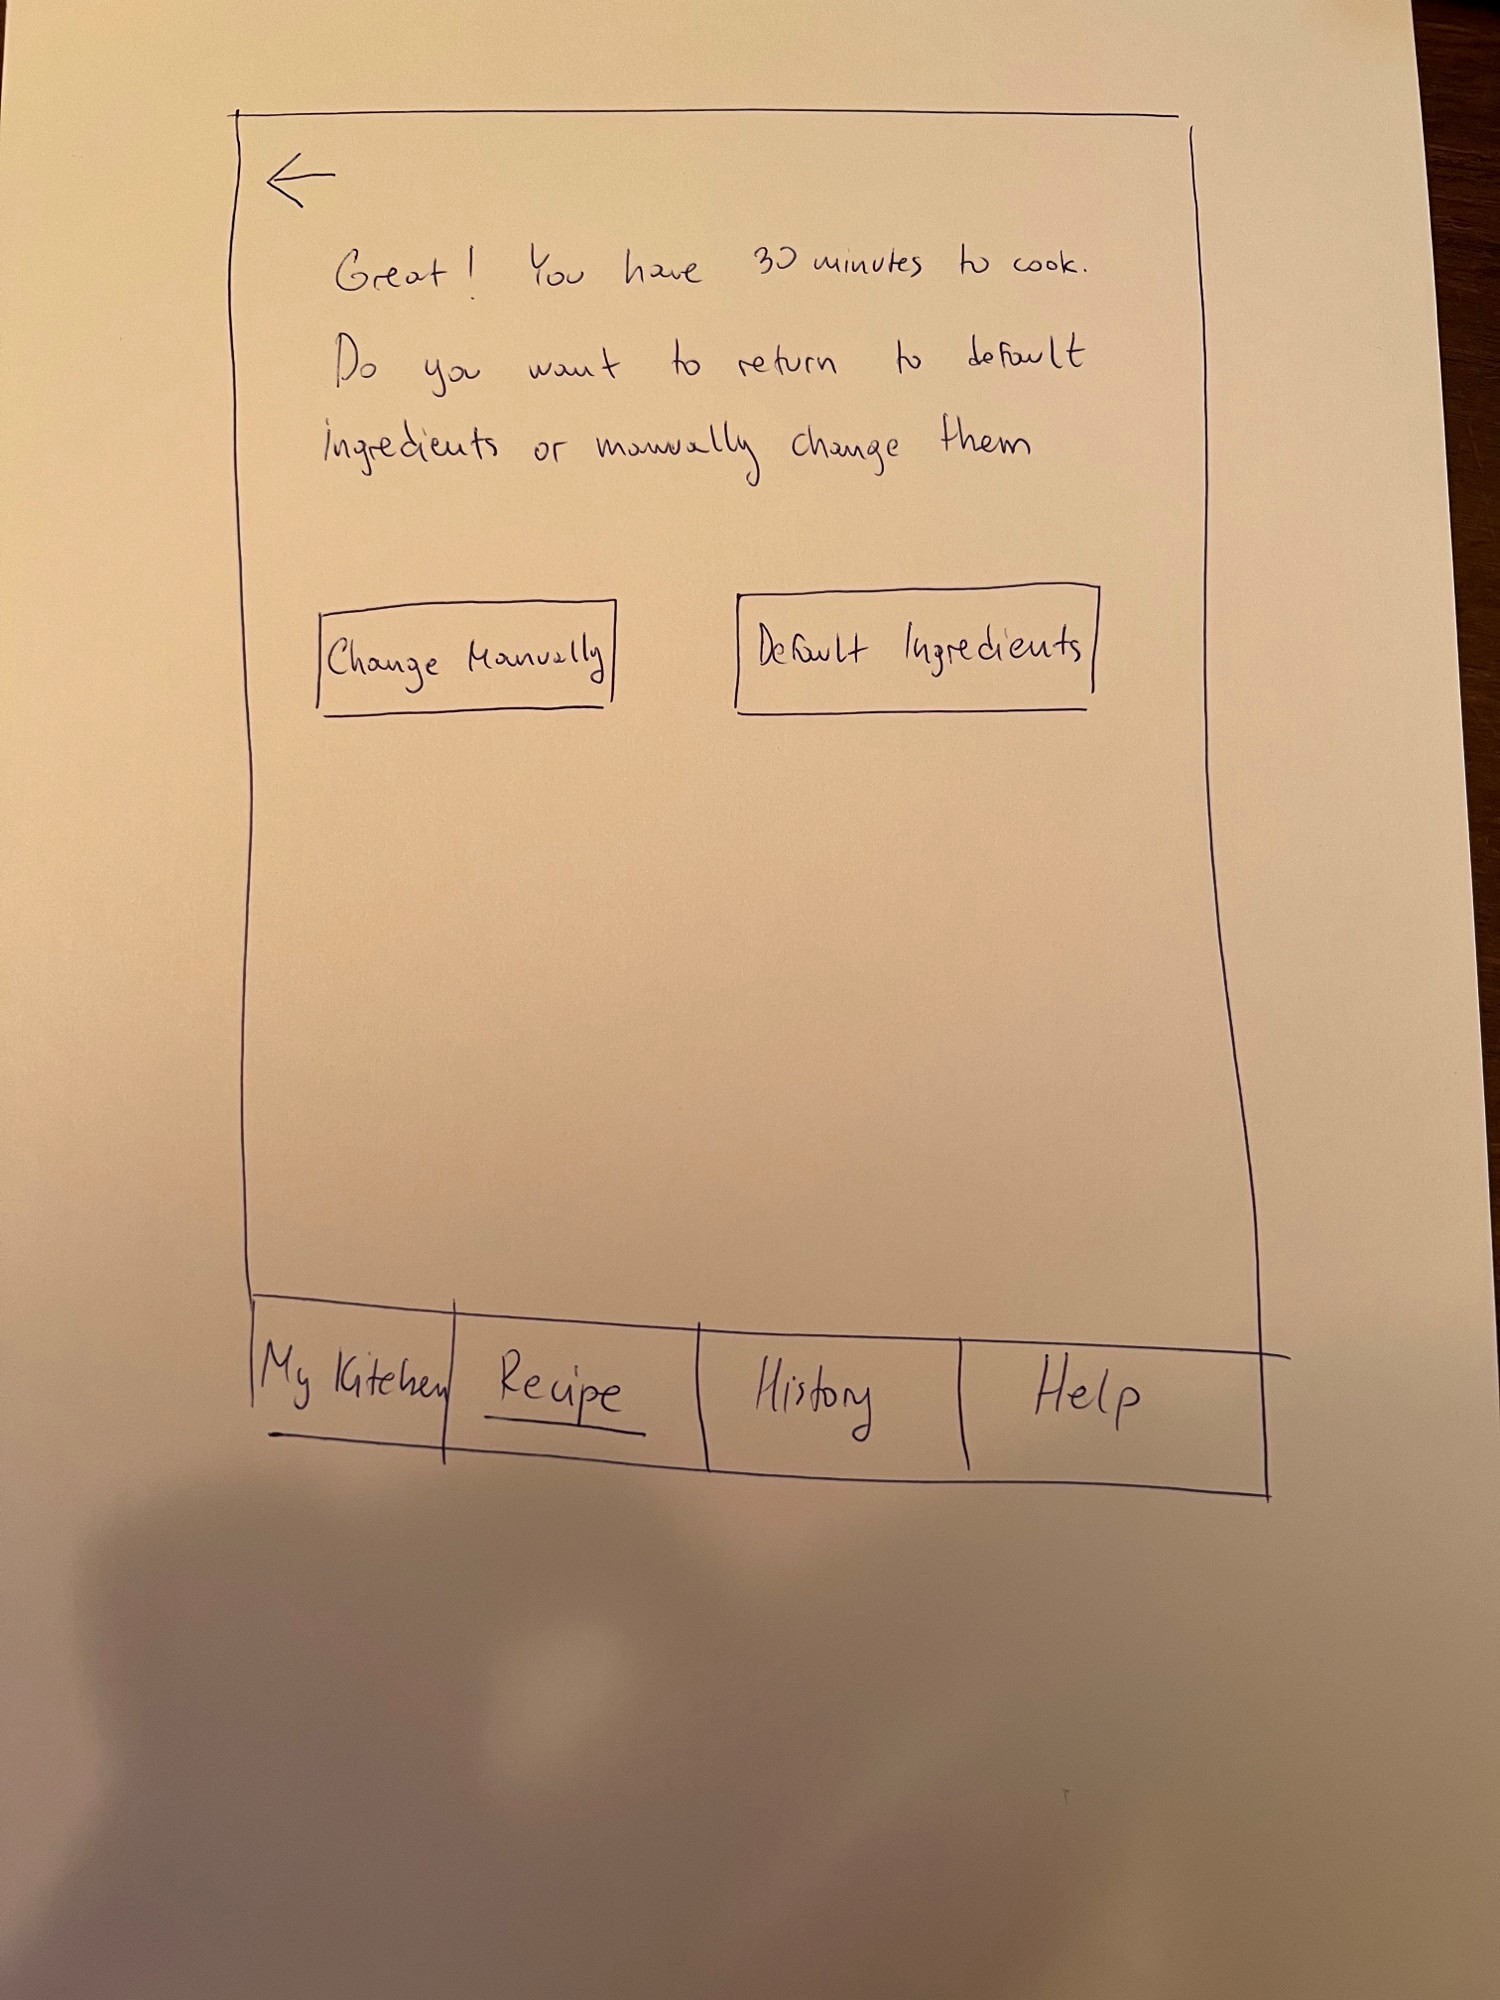 Great! You have 30 minutes to cook.
Do you want to return to default
ingredients or manually change them
Change Manually
Default Ingredients
My Kitchen
Recipe
History
Help